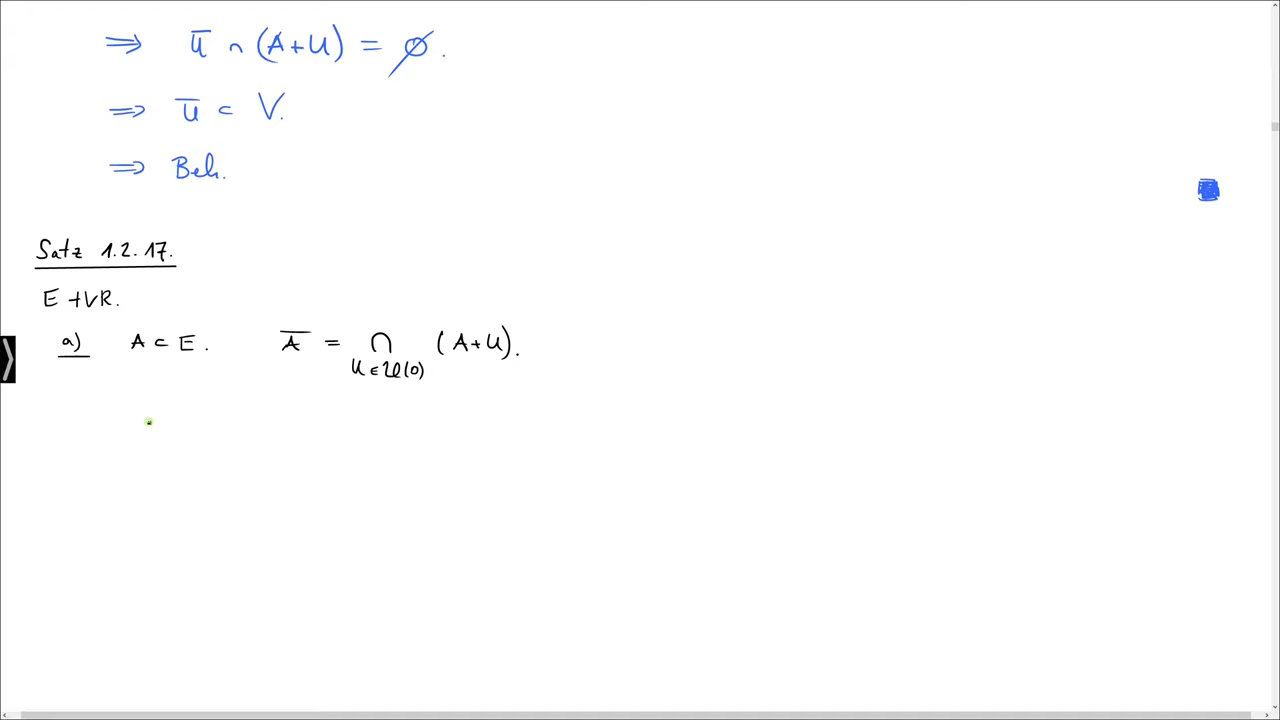 ⟹ U̅ ∩ (A+U) = ∅.
⟹ U̅ ⊂ V.
⟹ Beh.
Satz 1.2.17.
E tVR.
a) A ⊂ E. A̅ = ∩ (A+U).
U ∈ 𝒰(0)